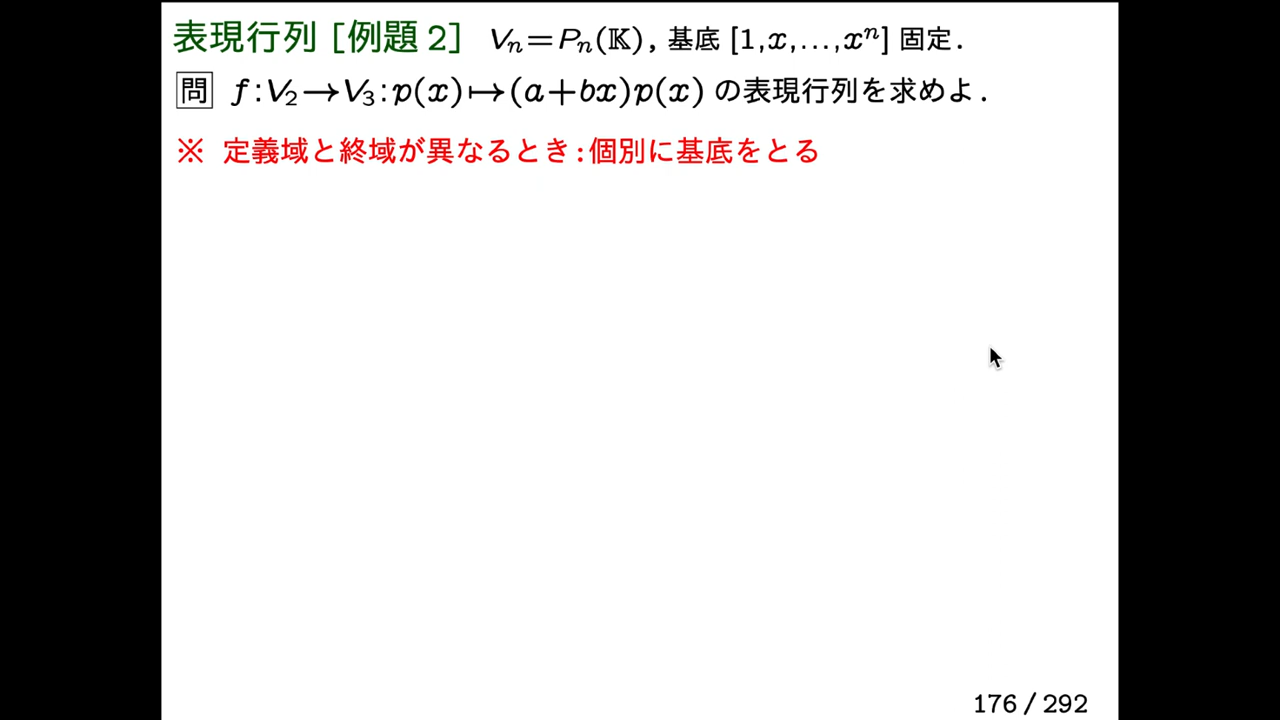 表現行列 [例題 2] Vₙ=Pₙ(𝕂), 基底 [1,x,...,xⁿ] 固定.
問 f:V₂→V₃:p(x)↦(a+bx)p(x) の表現行列を求めよ.
※ 定義域と終域が異なるとき:個別に基底をとる
176 / 292